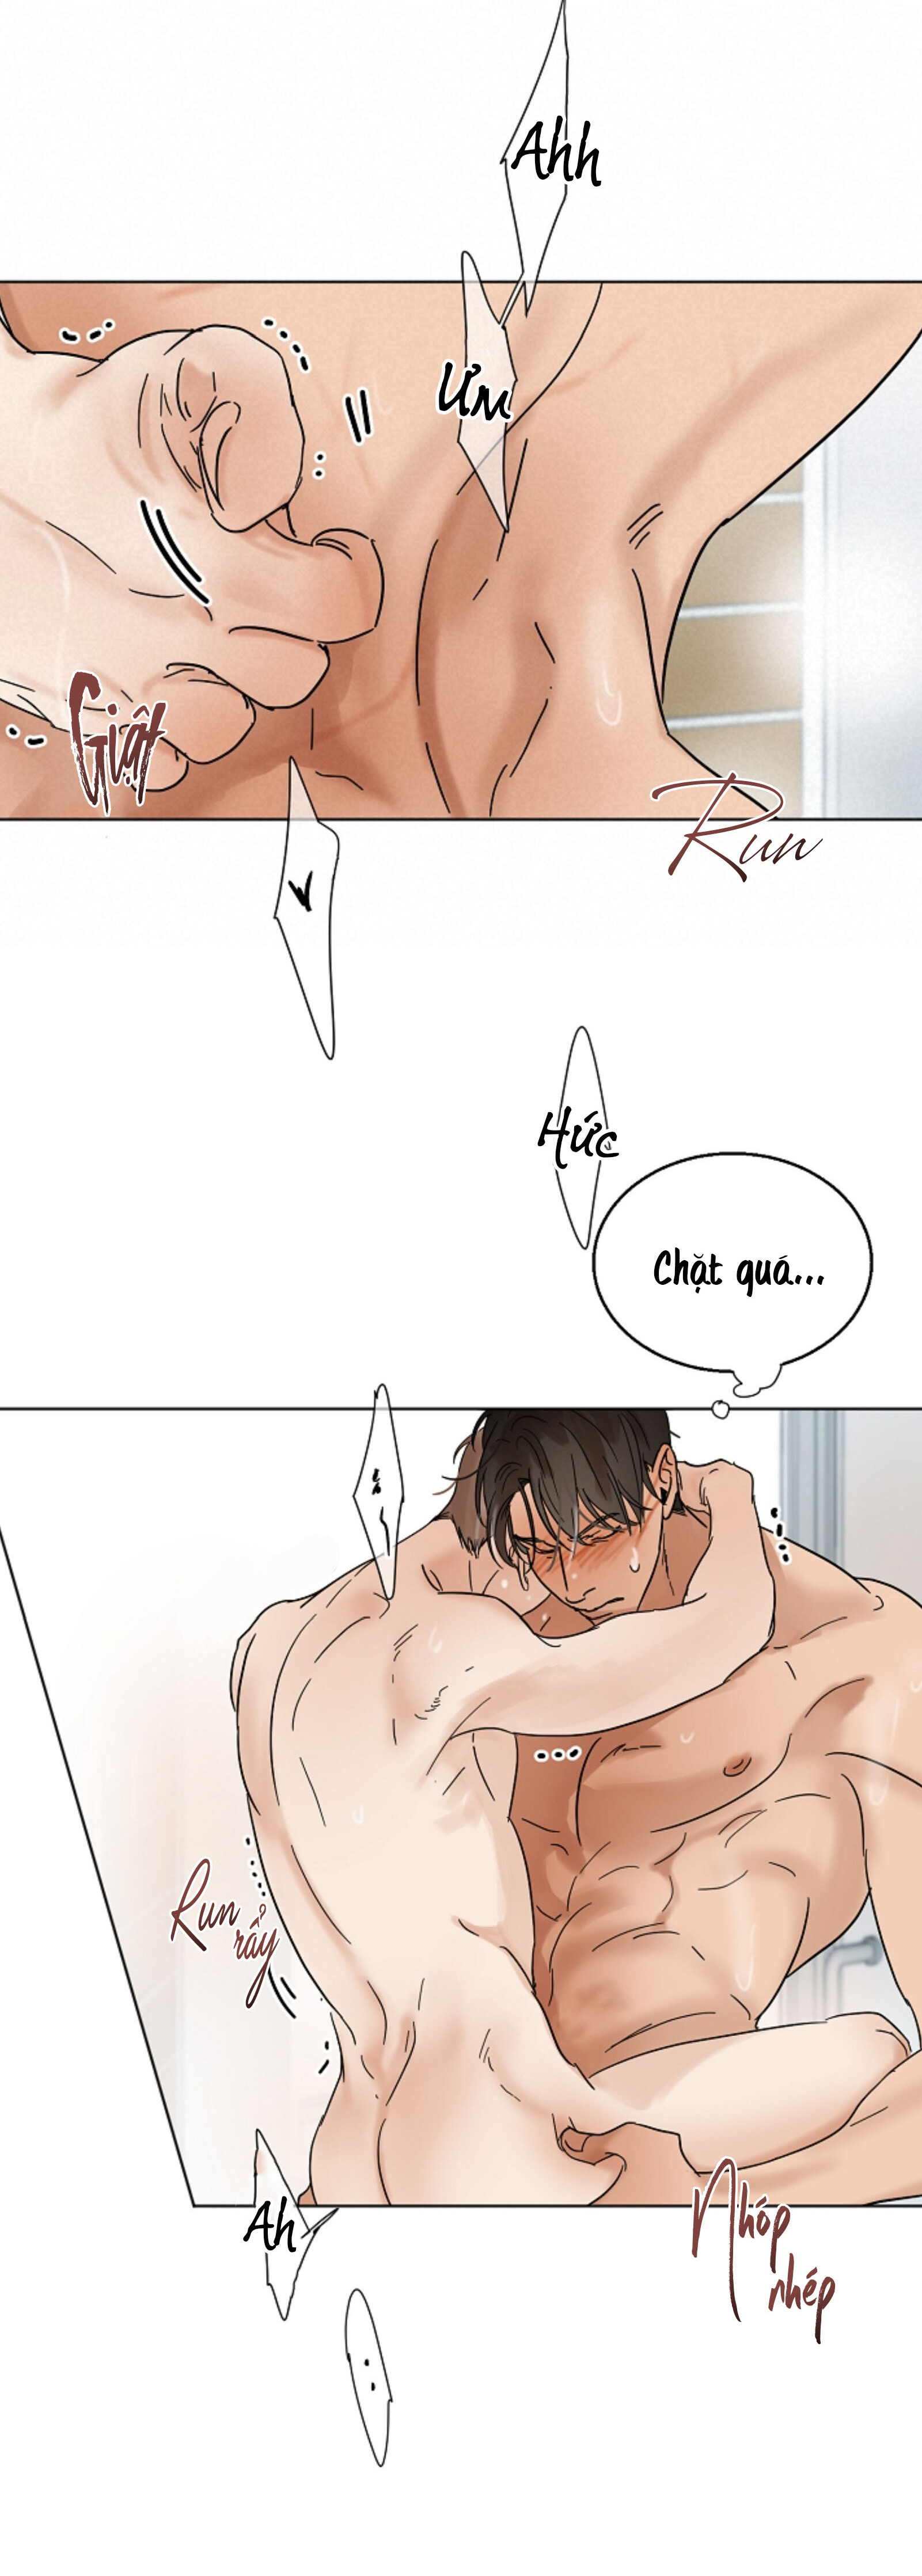 Ahh
Ưm
Giật
Run
Hức
Chặt quá...
Run
rẩy
Ah
Nhóp
nhép